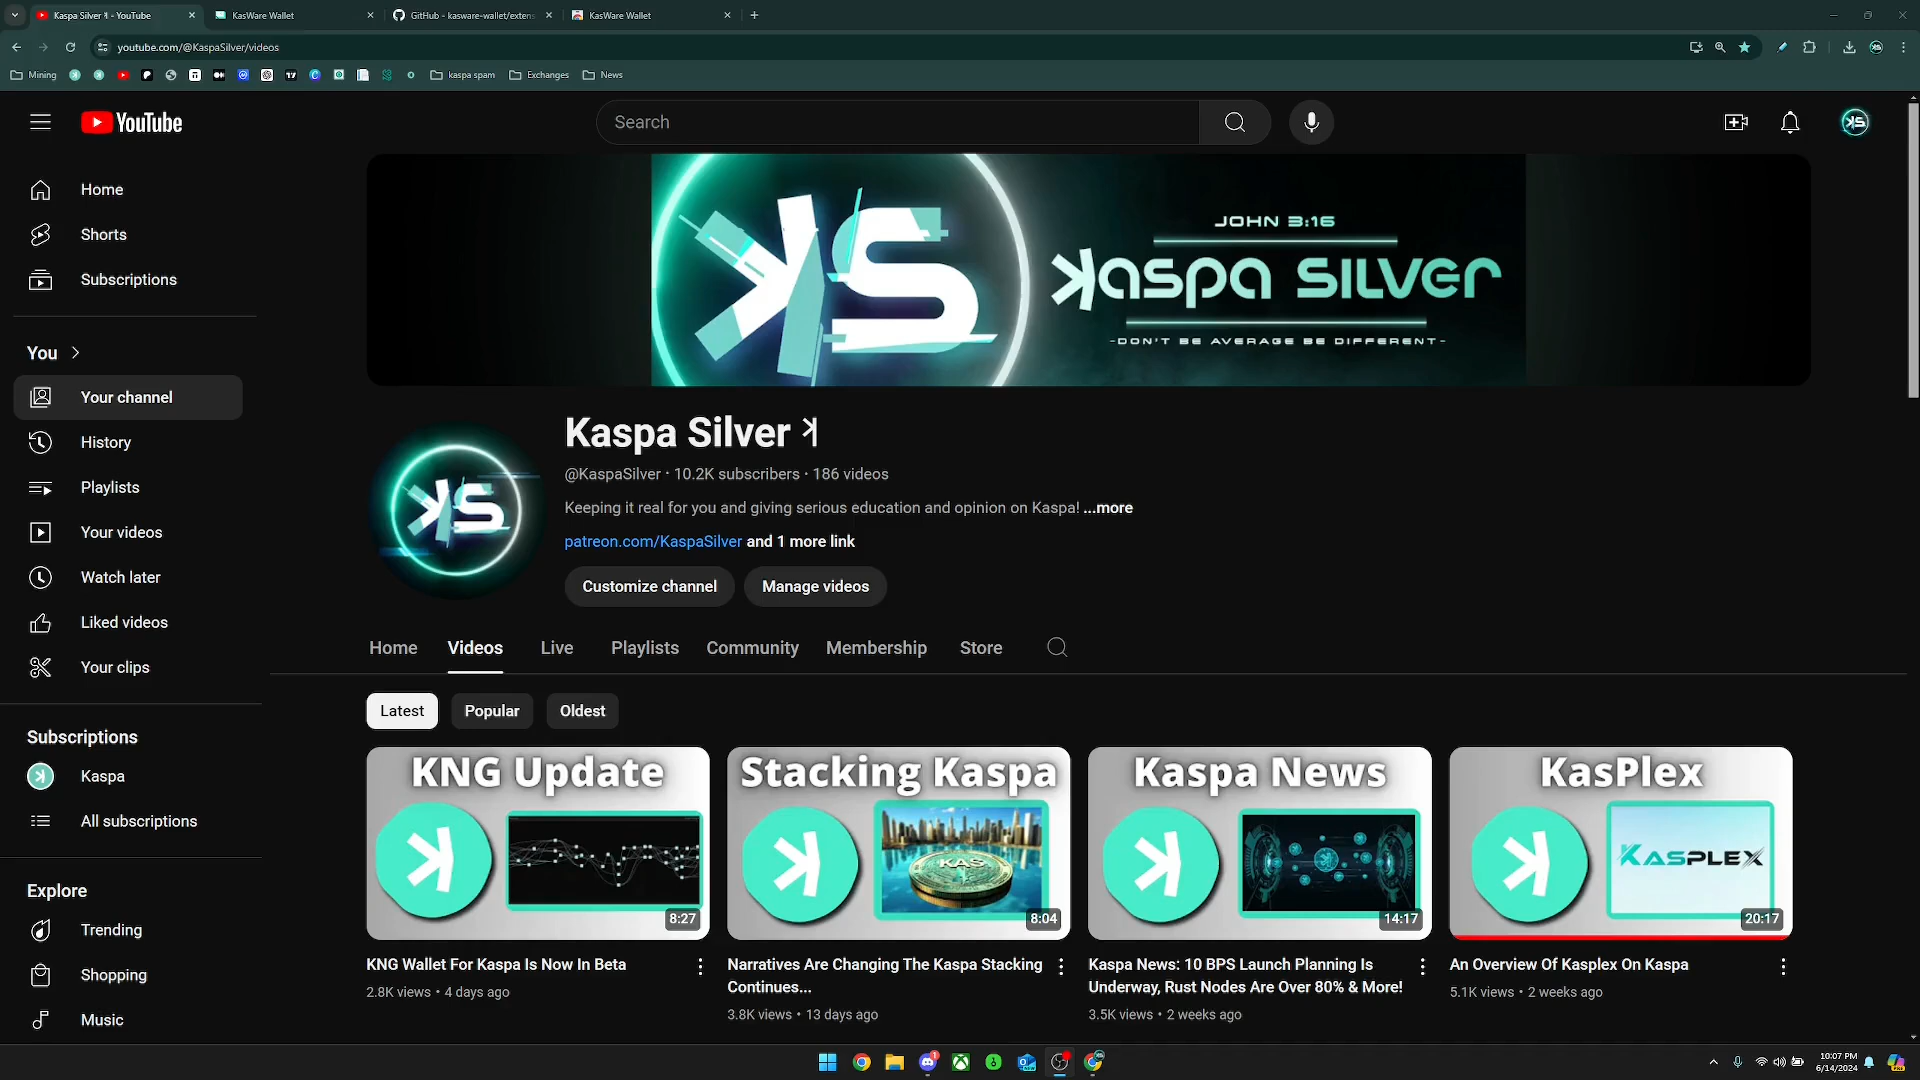 Kaspa Silver - YouTube
KasWare Wallet
GitHub - kasware-wallet/extens
KasWare Wallet
youtube.com/@KaspaSilver/videos
Mining
kaspa spam
Exchanges
News
YouTube
Search
Home
Shorts
Subscriptions
You
Your channel
History
Playlists
Your videos
Watch later
Liked videos
Your clips
Subscriptions
Kaspa
All subscriptions
Explore
Trending
Shopping
Music
KS
JOHN 3:16
Kaspa SILVER
-DON'T BE AVERAGE BE DIFFERENT-
KS
Kaspa Silver
@KaspaSilver · 10.2K subscribers · 186 videos
Keeping it real for you and giving serious education and opinion on Kaspa! ...more
patreon.com/KaspaSilver and 1 more link
Customize channel
Manage videos
Home
Videos
Live
Playlists
Community
Membership
Store
Latest
Popular
Oldest
KNG Update
8:27
KNG Wallet For Kaspa Is Now In Beta
2.8K views • 4 days ago
Stacking Kaspa
KAS
8:04
Narratives Are Changing The Kaspa Stacking
Continues...
3.8K views • 13 days ago
Kaspa News
14:17
Kaspa News: 10 BPS Launch Planning Is
Underway, Rust Nodes Are Over 80% & More!
3.5K views • 2 weeks ago
KasPlex
KASPLEX
20:17
An Overview Of Kasplex On Kaspa
5.1K views • 2 weeks ago
10:07 PM
6/14/2024